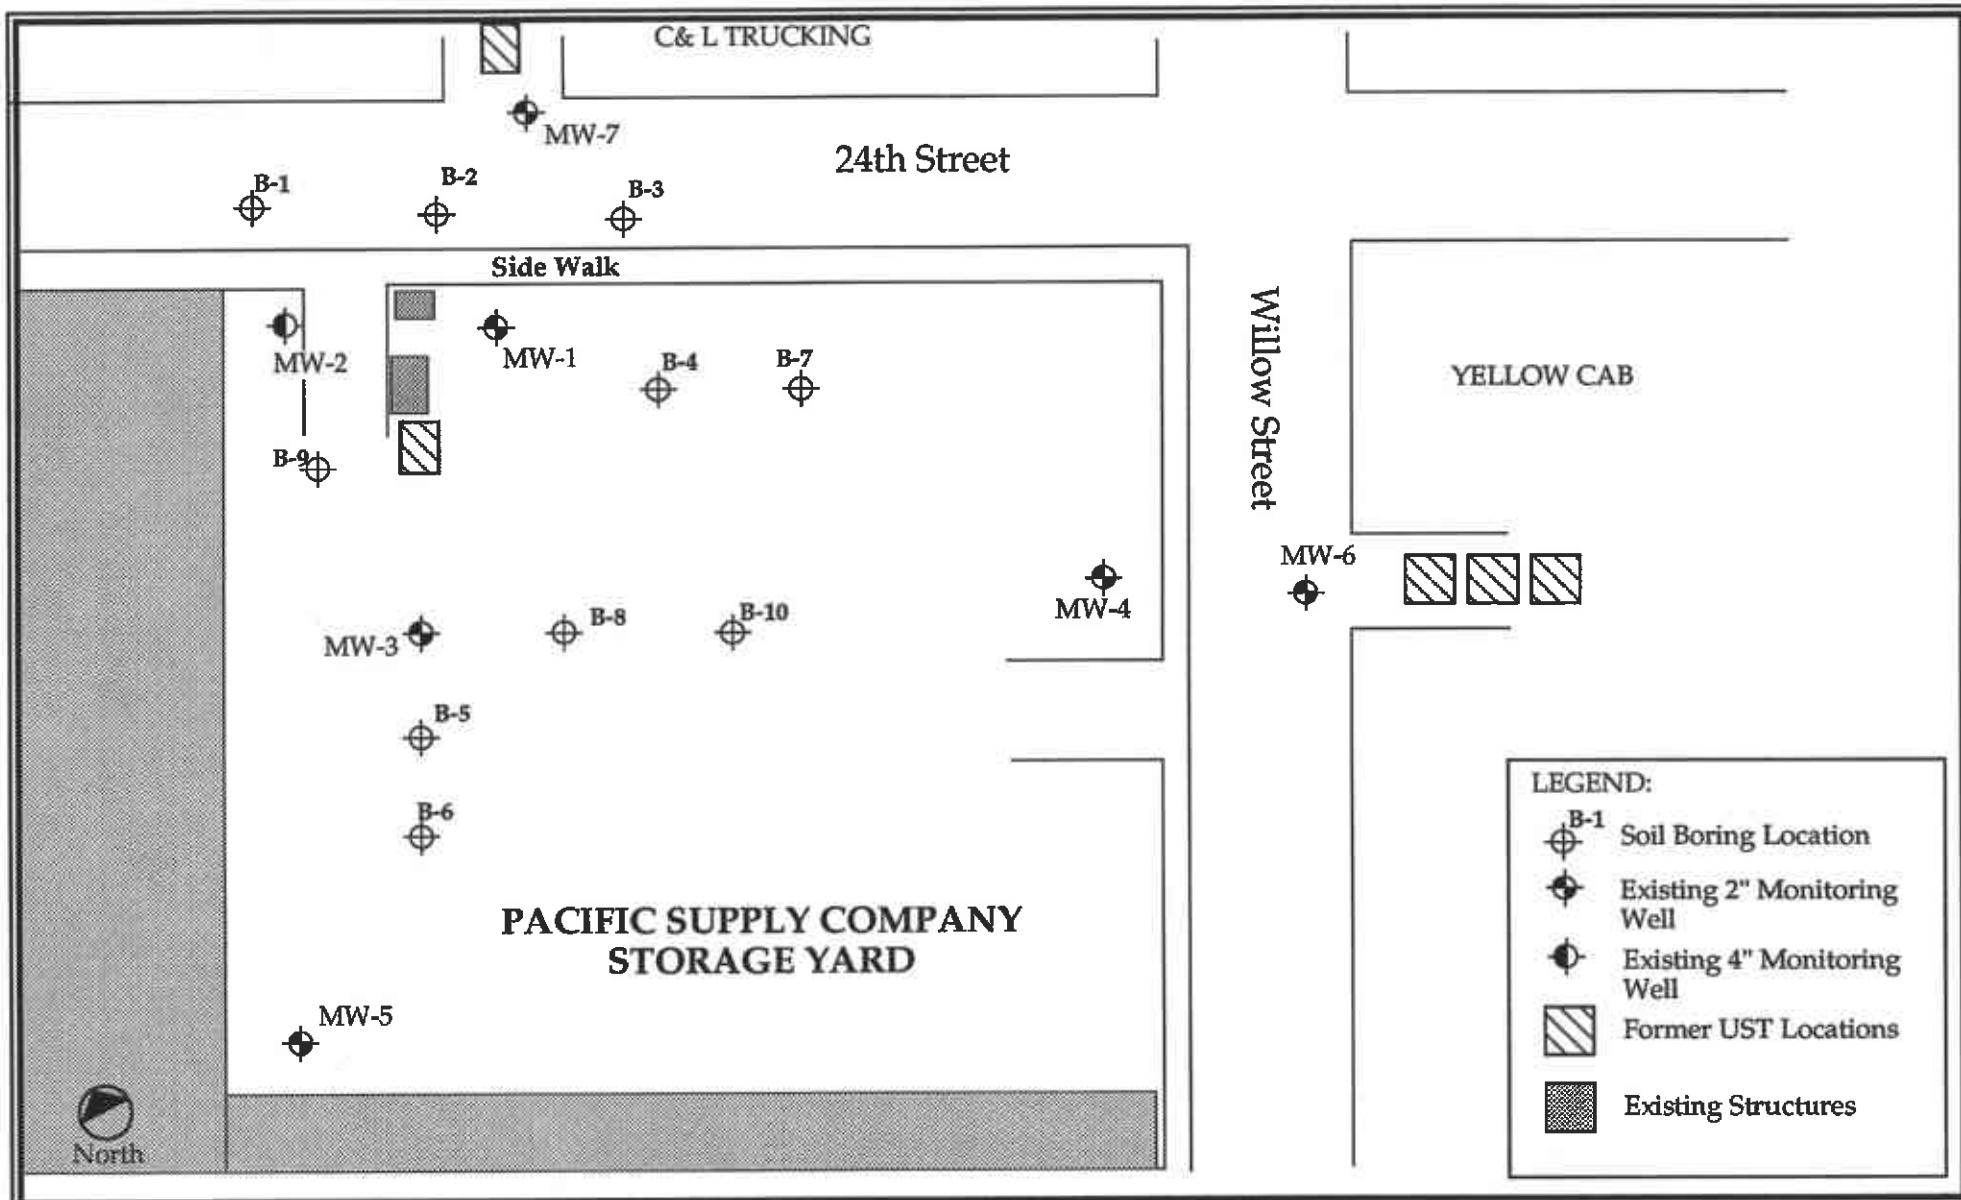 C& L TRUCKING
MW-7
24th Street
B-1
B-2
B-3
Side Walk
MW-2
MW-1
B-4
B-7
Willow Street
YELLOW CAB
B-9
MW-6
MW-4
MW-3
B-8
B-10
B-5
B-6
PACIFIC SUPPLY COMPANY
STORAGE YARD
MW-5
North
LEGEND:
B-1
Soil Boring Location
Existing 2" Monitoring
Well
Existing 4" Monitoring
Well
Former UST Locations
Existing Structures